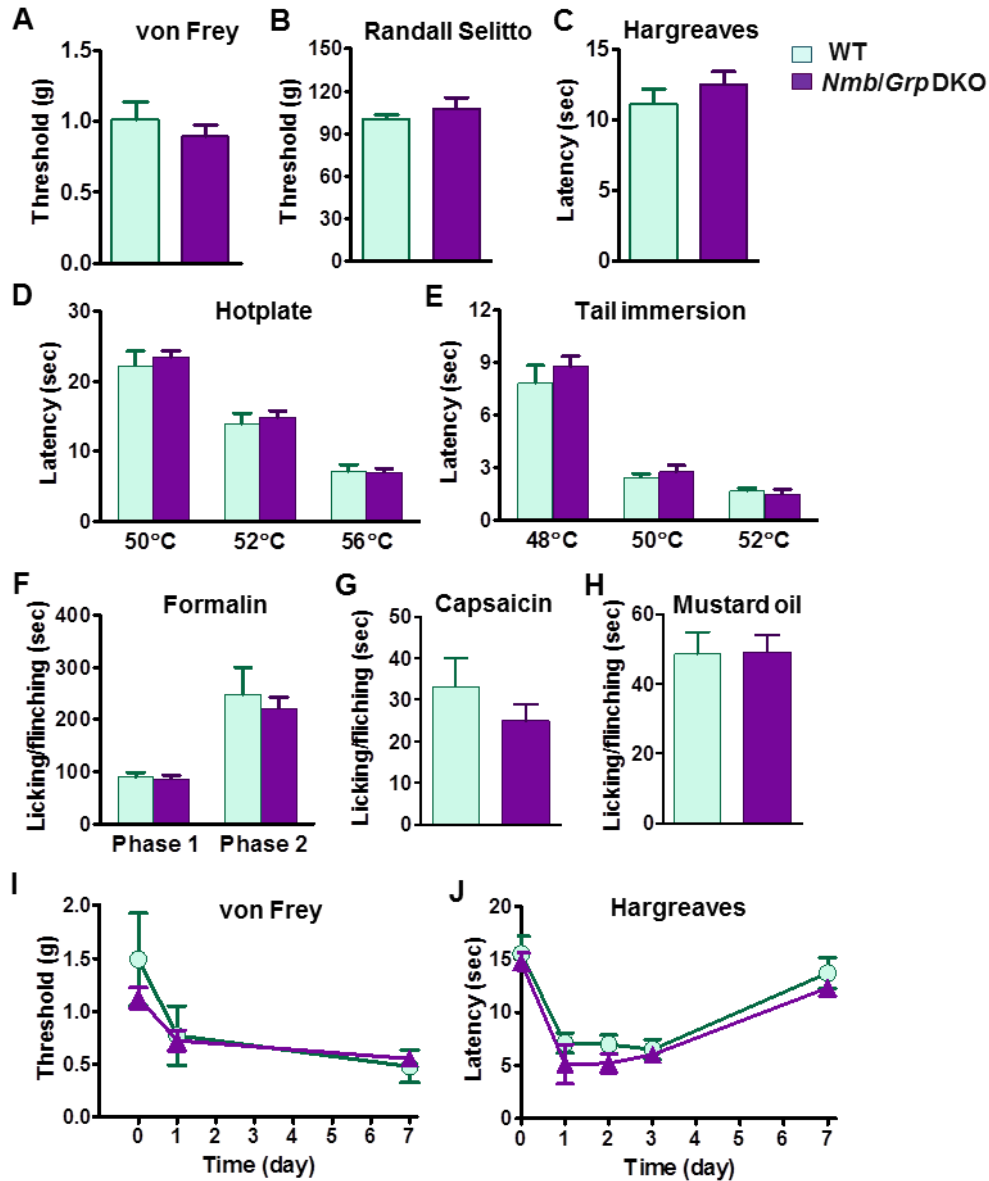 A
von Frey
Threshold (g)
1.5
1.0
0.5
0.0
B
Randall Selitto
Threshold (g)
150
120
90
60
30
0
C
Hargreaves
Latency (sec)
15
10
5
0
WT
Nmb/Grp DKO
D
Hotplate
Latency (sec)
30
20
10
0
50°C
52°C
56°C
E
Tail immersion
Latency (sec)
12
9
6
3
0
48°C
50°C
52°C
F
Formalin
Licking/flinching (sec)
400
300
200
100
0
Phase 1
Phase 2
G
Capsaicin
Licking/fliching (sec)
50
40
30
20
10
0
H
Mustard oil
Licking/flinching (sec)
60
40
20
0
I
von Frey
Threshold (g)
2.0
1.5
1.0
0.5
0.0
0 1 2 3 4 5 6 7
Time (day)
J
Hargreaves
Latency (sec)
20
15
10
5
0
0 1 2 3 4 5 6 7
Time (day)